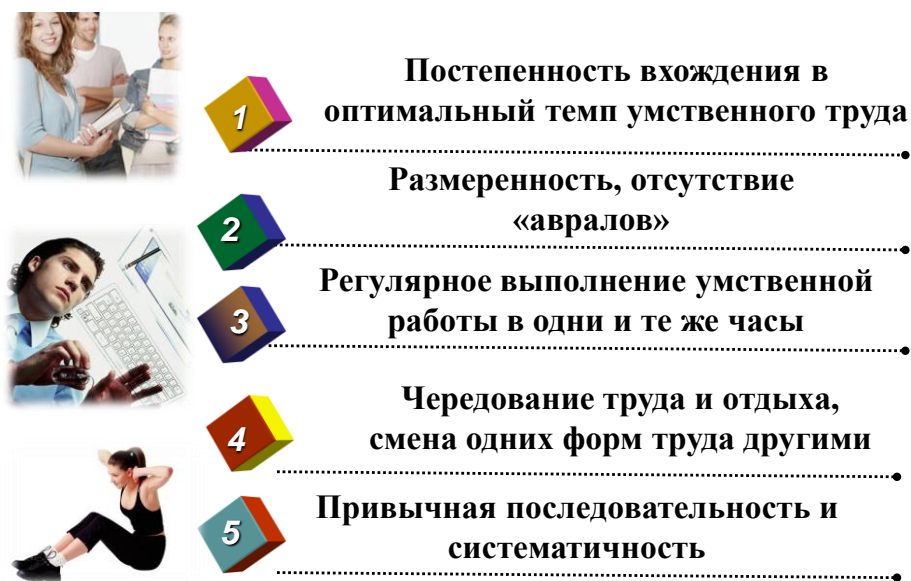 1
Постепенность вхождения в
оптимальный темп умственного труда
2
Размеренность, отсутствие
«авралов»
3
Регулярное выполнение умственной
работы в одни и те же часы
4
Чередование труда и отдыха,
смена одних форм труда другими
5
Привычная последовательность и
систематичность